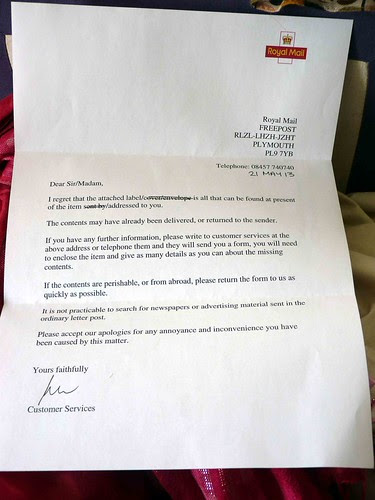 Royal Mail
Royal Mail
FREEPOST
RLZL-LHZH-JZHT
PLYMOUTH
PL9 7YB
Telephone: 08457 740740
21 MAY 13
Dear Sir/Madam,
I regret that the attached label/cover/envelope is all that can be found at present
of the item sent by/addressed to you.
The contents may have already been delivered, or returned to the sender.
If you have any further information, please write to customer services at the
above address or telephone them and they will send you a form, you will need
to enclose the item and give as many details as you can about the missing
contents.
If the contents are perishable, or from abroad, please return the form to us as
quickly as possible.
It is not practicable to search for newspapers or advertising material sent in the
ordinary letter post.
Please accept our apologies for any annoyance and inconvenience you have
been caused by this matter.
Yours faithfully
Customer Services